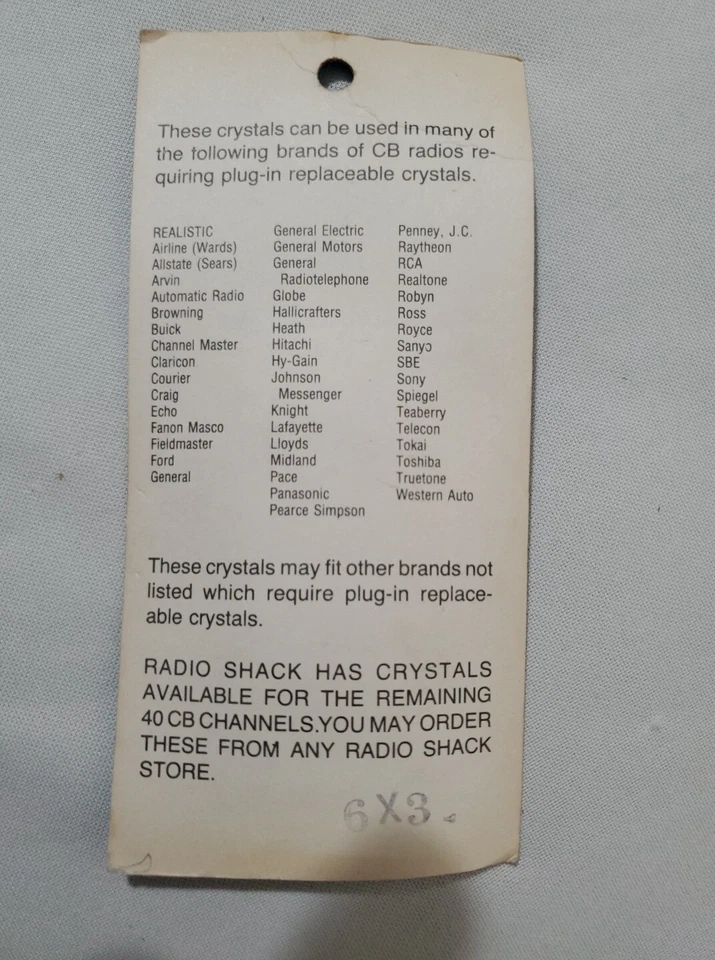 These crystals can be used in many of
the following brands of CB radios re-
quiring plug-in replaceable crystals.
REALISTIC
Airline (Wards)
Allstate (Sears)
Arvin
Automatic Radio
Browning
Buick
Channel Master
Claricon
Courier
Craig
Echo
Fanon Masco
Fieldmaster
Ford
General
General Electric
General Motors
General
Radiotelephone
Globe
Hallicrafters
Heath
Hitachi
Hy-Gain
Johnson
Messenger
Knight
Lafayette
Lloyds
Midland
Pace
Panasonic
Pearce Simpson
Penney, J.C.
Raytheon
RCA
Realtone
Robyn
Ross
Royce
Sanyo
SBE
Sony
Spiegel
Teaberry
Telecon
Tokai
Toshiba
Truetone
Western Auto
These crystals may fit other brands not
listed which require plug-in replace-
able crystals.
RADIO SHACK HAS CRYSTALS
AVAILABLE FOR THE REMAINING
40 CB CHANNELS.YOU MAY ORDER
THESE FROM ANY RADIO SHACK
STORE.
6X3.